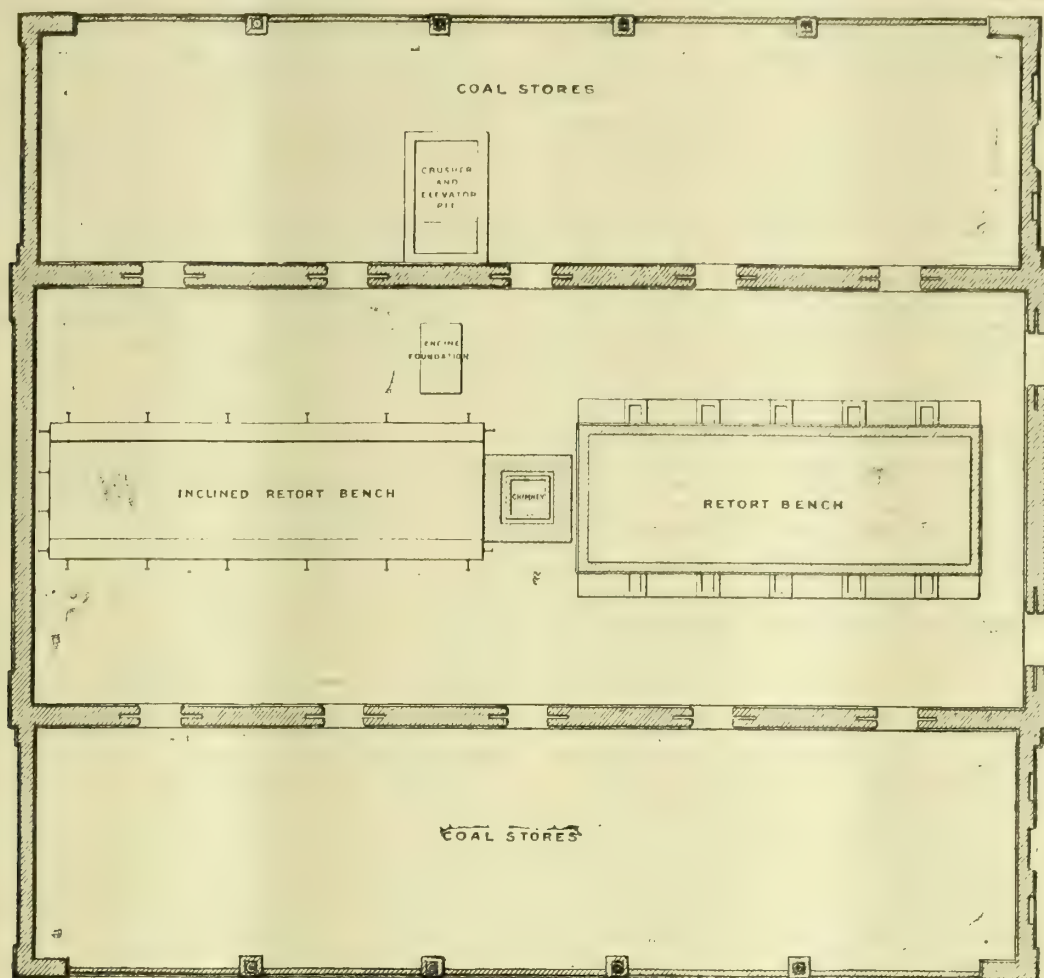 COAL STORES
CRUSHER
AND
ELEVATOR
PIT
ENGINE
FOUNDATION
INCLINED RETORT BENCH
CHIMNEY
RETORT BENCH
COAL STORES